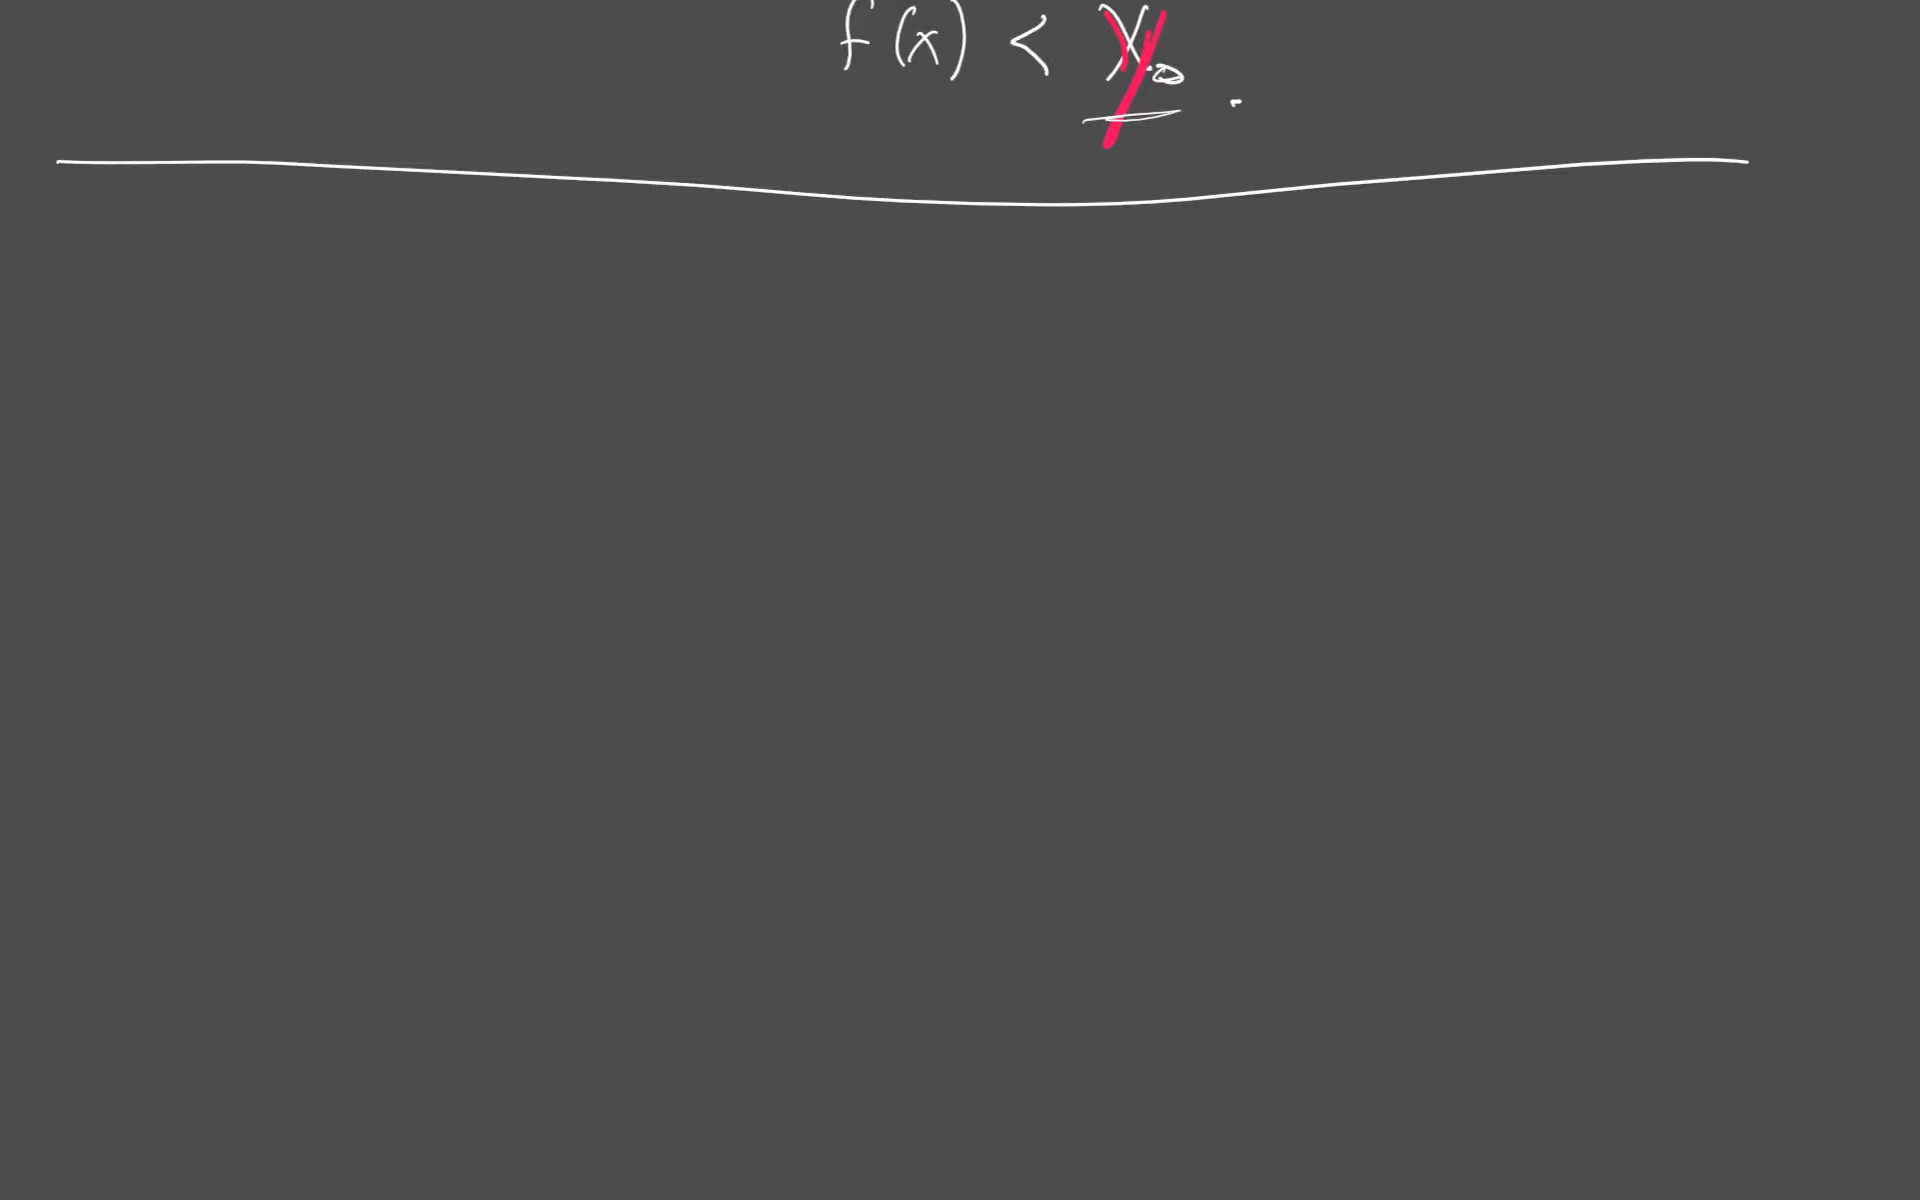 f(x) < y₀.